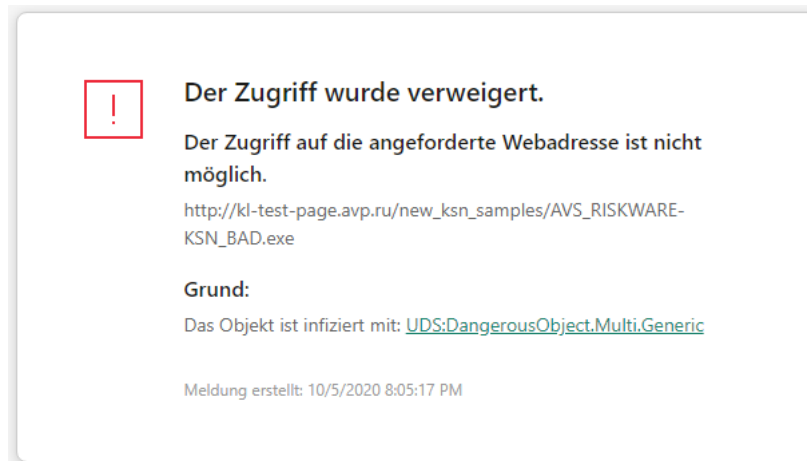 Der Zugriff wurde verweigert.
Der Zugriff auf die angeforderte Webadresse ist nicht
möglich.
http://kl-test-page.avp.ru/new_ksn_samples/AVS_RISKWARE-
KSN_BAD.exe
Grund:
Das Objekt ist infiziert mit: UDS:DangerousObject.Multi.Generic
Meldung erstellt: 10/5/2020 8:05:17 PM